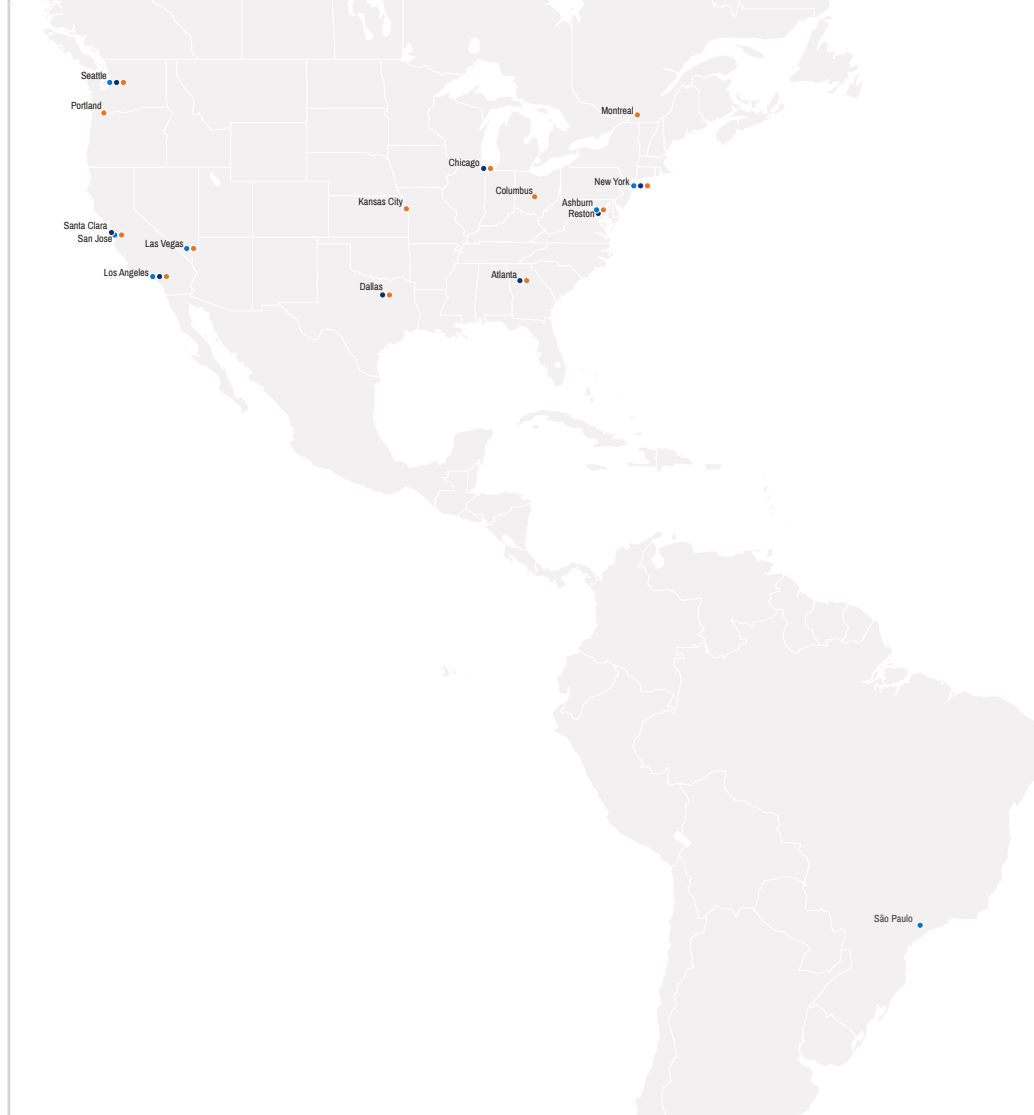 Seattle
Portland
Montreal
Chicago
Columbus
New York
Kansas City
Ashburn
Reston
Santa Clara
San Jose
Las Vegas
Los Angeles
Atlanta
Dallas
São Paulo